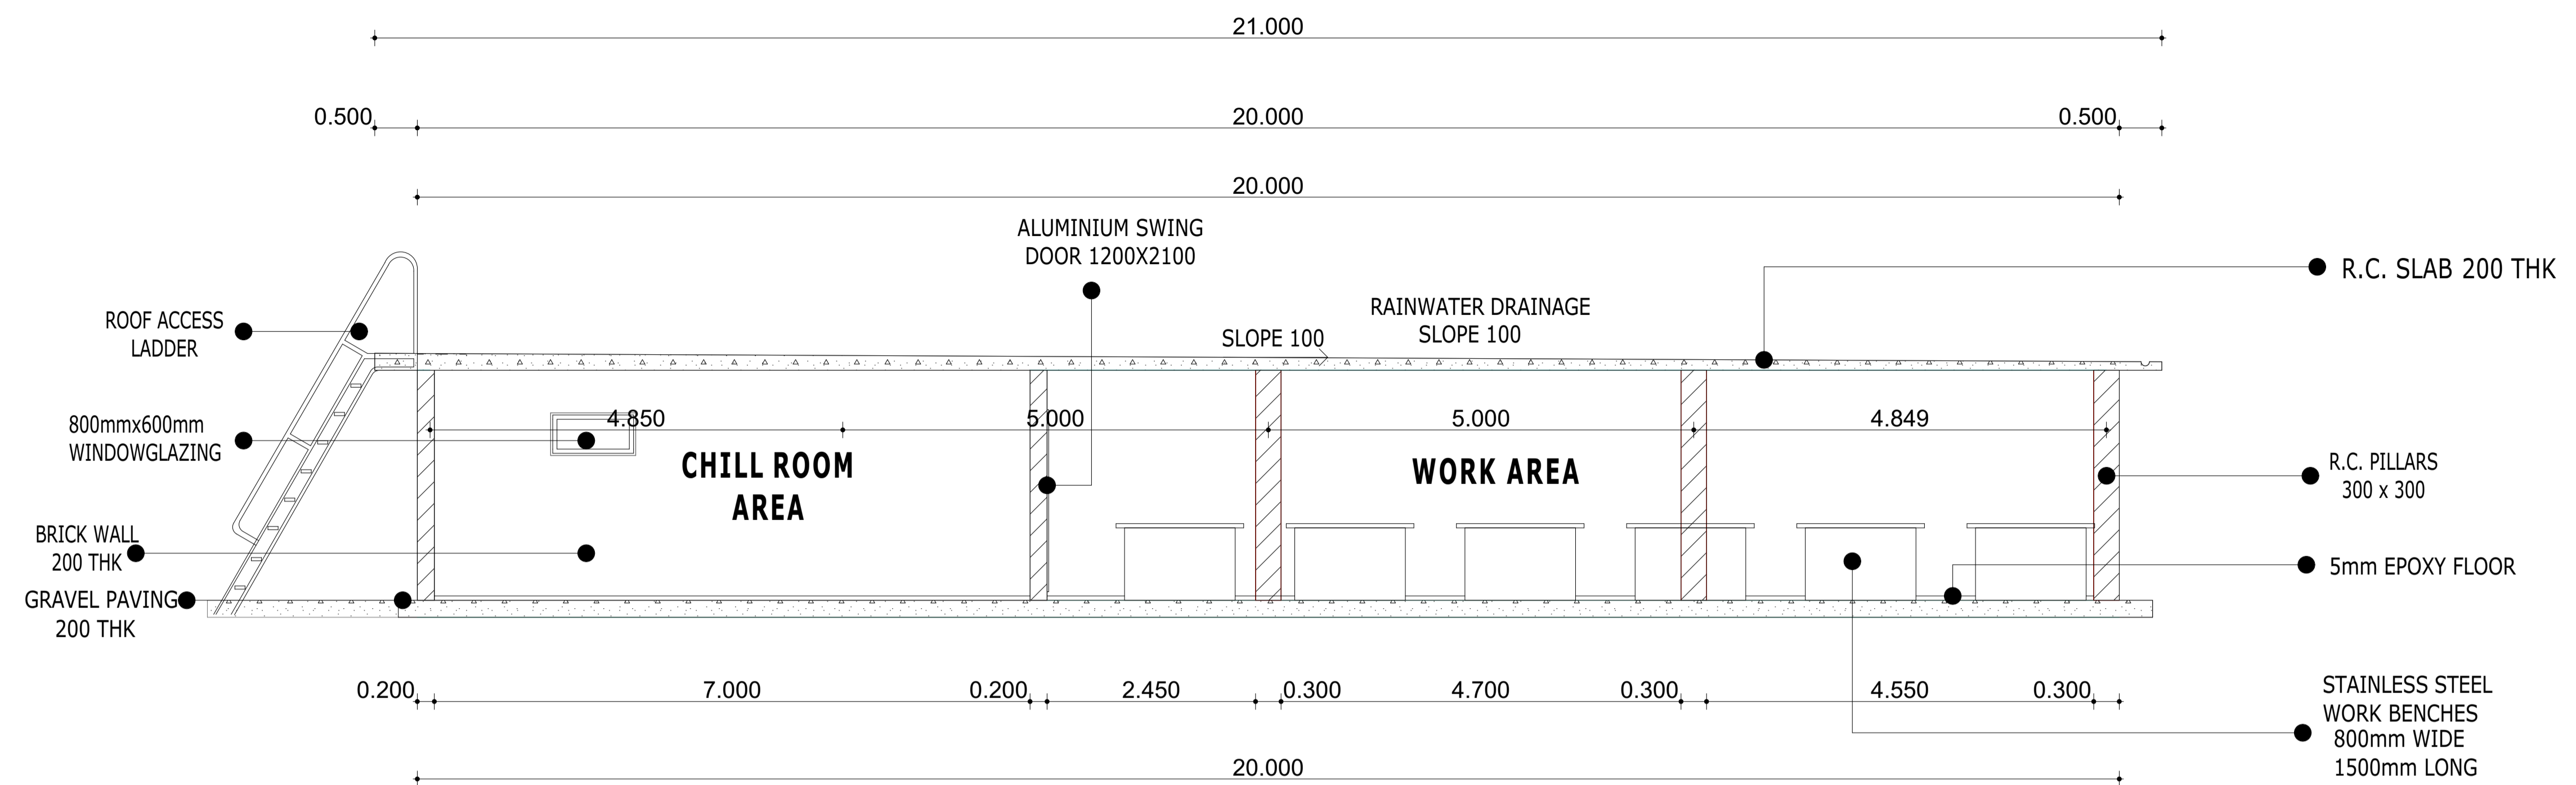 21.000
0.500
20.000
0.500
20.000
ALUMINIUM SWING
DOOR 1200X2100
R.C. SLAB 200 THK
RAINWATER DRAINAGE
SLOPE 100
SLOPE 100
ROOF ACCESS
LADDER
800mmx600mm
WINDOWGLAZING
4.850
5.000
5.000
4.849
CHILL ROOM
AREA
WORK AREA
R.C. PILLARS
300 x 300
BRICK WALL
200 THK
5mm EPOXY FLOOR
GRAVEL PAVING
200 THK
0.200
7.000
0.200
2.450
0.300
4.700
0.300
4.550
0.300
STAINLESS STEEL
WORK BENCHES
800mm WIDE
1500mm LONG
20.000